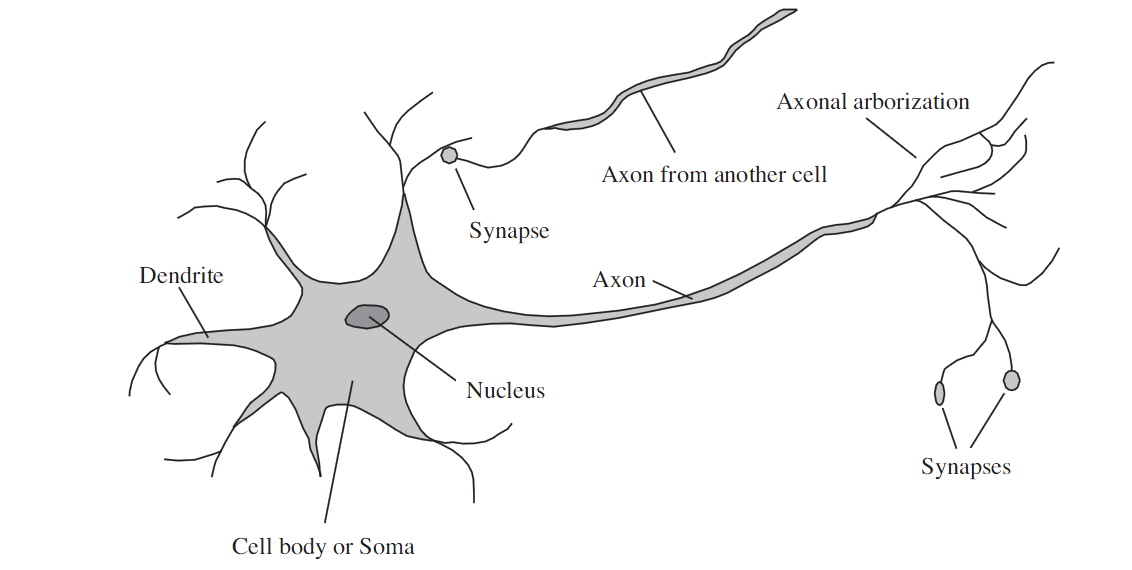 Axonal arborization
Axon from another cell
Synapse
Dendrite
Axon
Nucleus
Synapses
Cell body or Soma